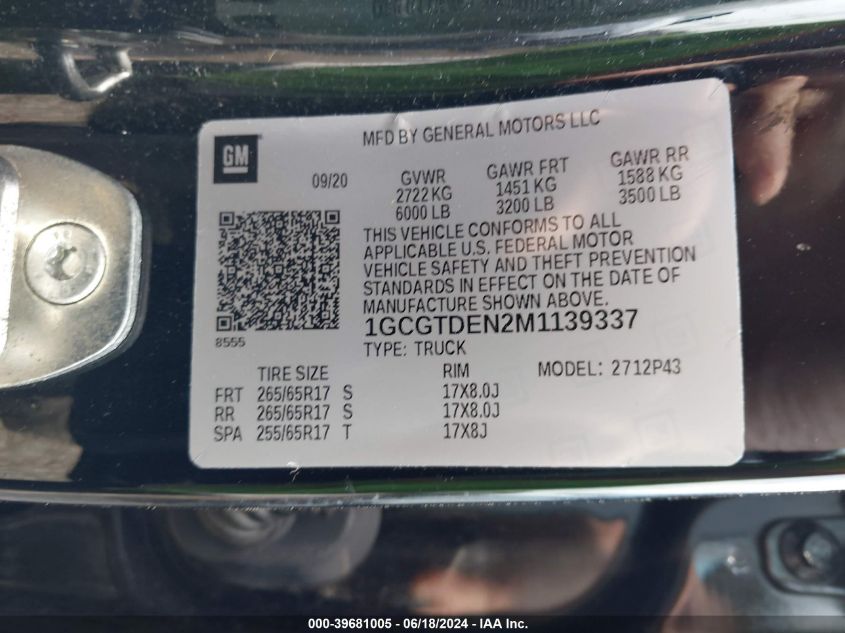 GM
MFD BY GENERAL MOTORS LLC
09/20
GVWR GAWR FRT GAWR RR
2722 KG 1451 KG 1588 KG
6000 LB 3200 LB 3500 LB
THIS VEHICLE CONFORMS TO ALL
APPLICABLE U.S. FEDERAL MOTOR
VEHICLE SAFETY AND THEFT PREVENTION
STANDARDS IN EFFECT ON THE DATE OF
MANUFACTURE SHOWN ABOVE.
8555
1GCGTDEN2M1139337
TYPE: TRUCK
TIRE SIZE RIM MODEL: 2712P43
FRT 265/65R17 S 17X8.0J
RR 265/65R17 S 17X8.0J
SPA 255/65R17 T 17X8J
000-39681005 - 06/18/2024 - IAA Inc.